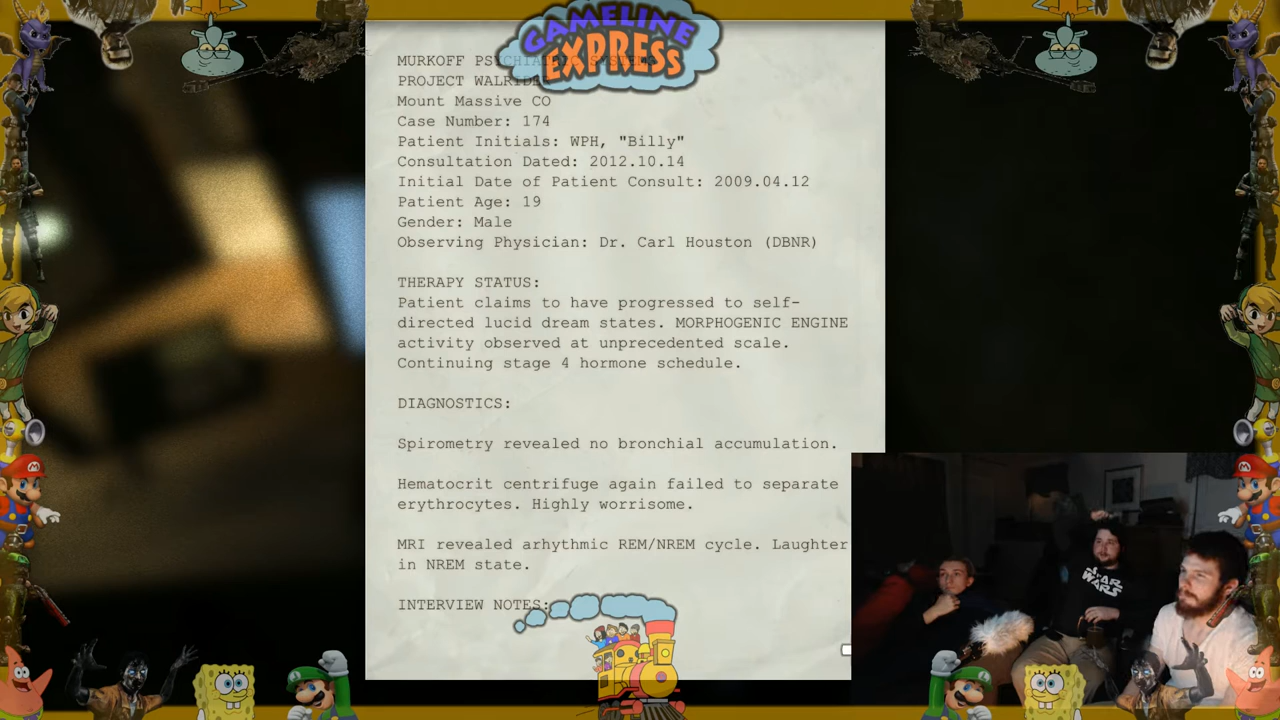 GAMELINE
EXPRESS
MURKOFF PSYCHIATRIC SYSTEMS
PROJECT WALRIDER
Mount Massive CO
Case Number: 174
Patient Initials: WPH, "Billy"
Consultation Dated: 2012.10.14
Initial Date of Patient Consult: 2009.04.12
Patient Age: 19
Gender: Male
Observing Physician: Dr. Carl Houston (DBNR)
THERAPY STATUS:
Patient claims to have progressed to self-
directed lucid dream states. MORPHOGENIC ENGINE
activity observed at unprecedented scale.
Continuing stage 4 hormone schedule.
DIAGNOSTICS:
Spirometry revealed no bronchial accumulation.
Hematocrit centrifuge again failed to separate
erythrocytes. Highly worrisome.
MRI revealed arhythmic REM/NREM cycle. Laughter
in NREM state.
INTERVIEW NOTES:
STAR
WARS